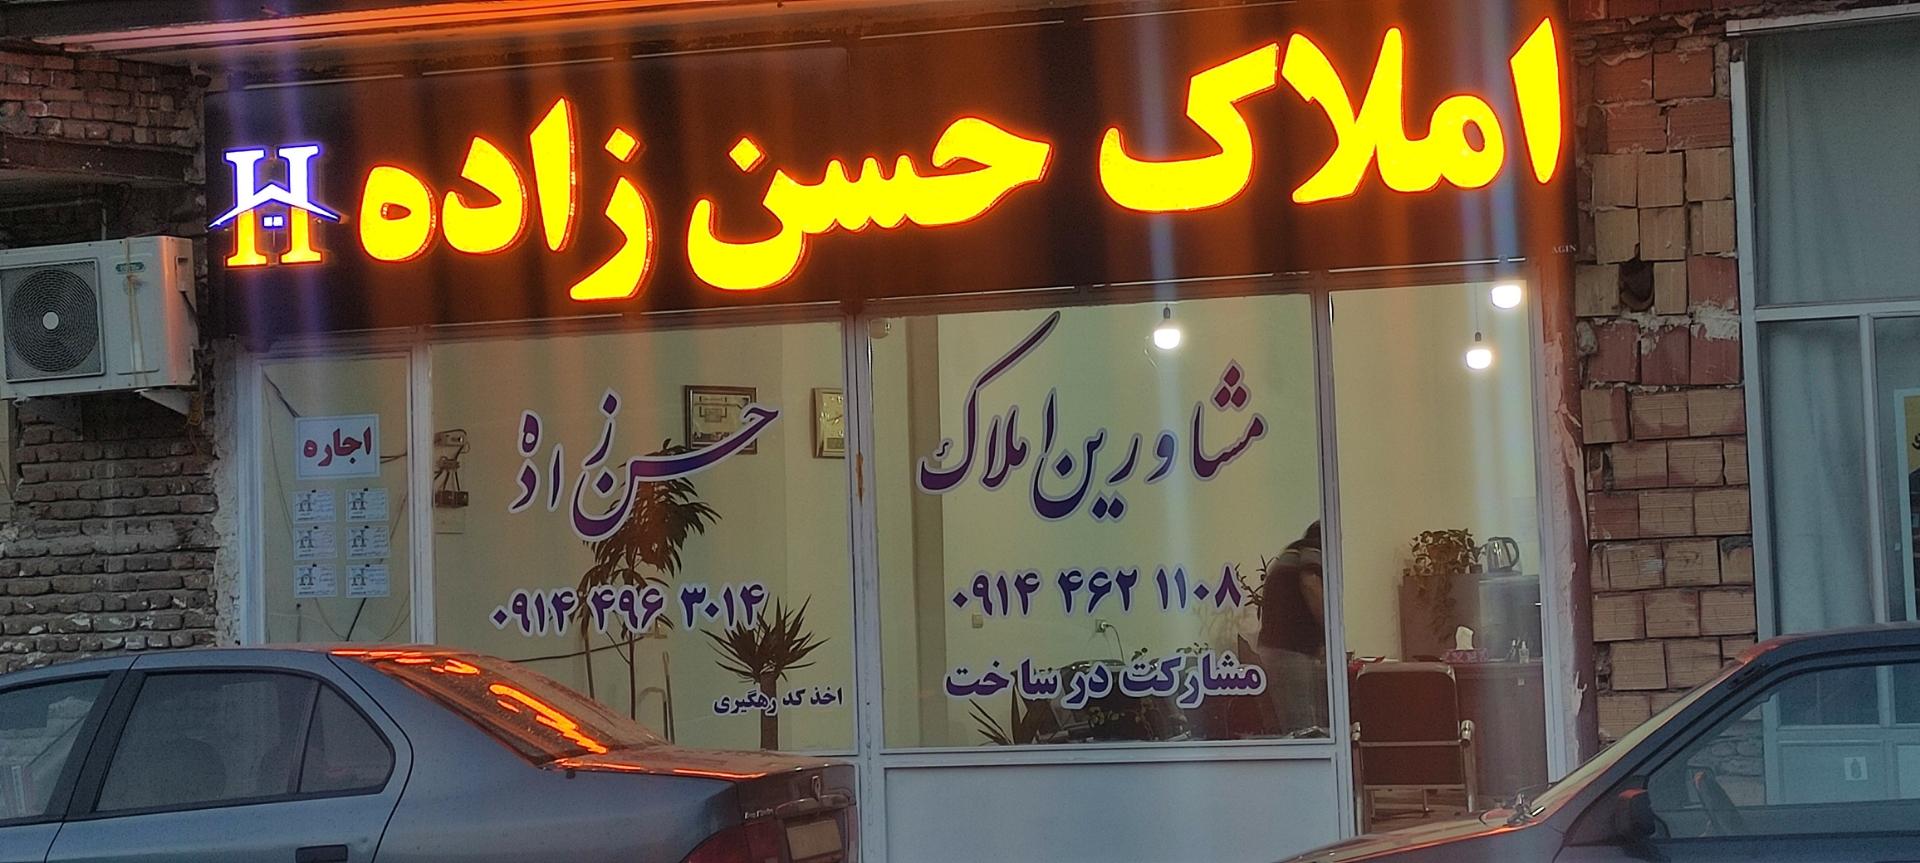 املاک حسن زاده
H
مشاورین املاک
۰۹۱۴ ۴۶۲ ۱۱۰۸
مشارکت در ساخت
حسن زاده
۰۹۱۴ ۴۹۶ ۳۰۱۴
اخذ کد رهگیری
اجاره